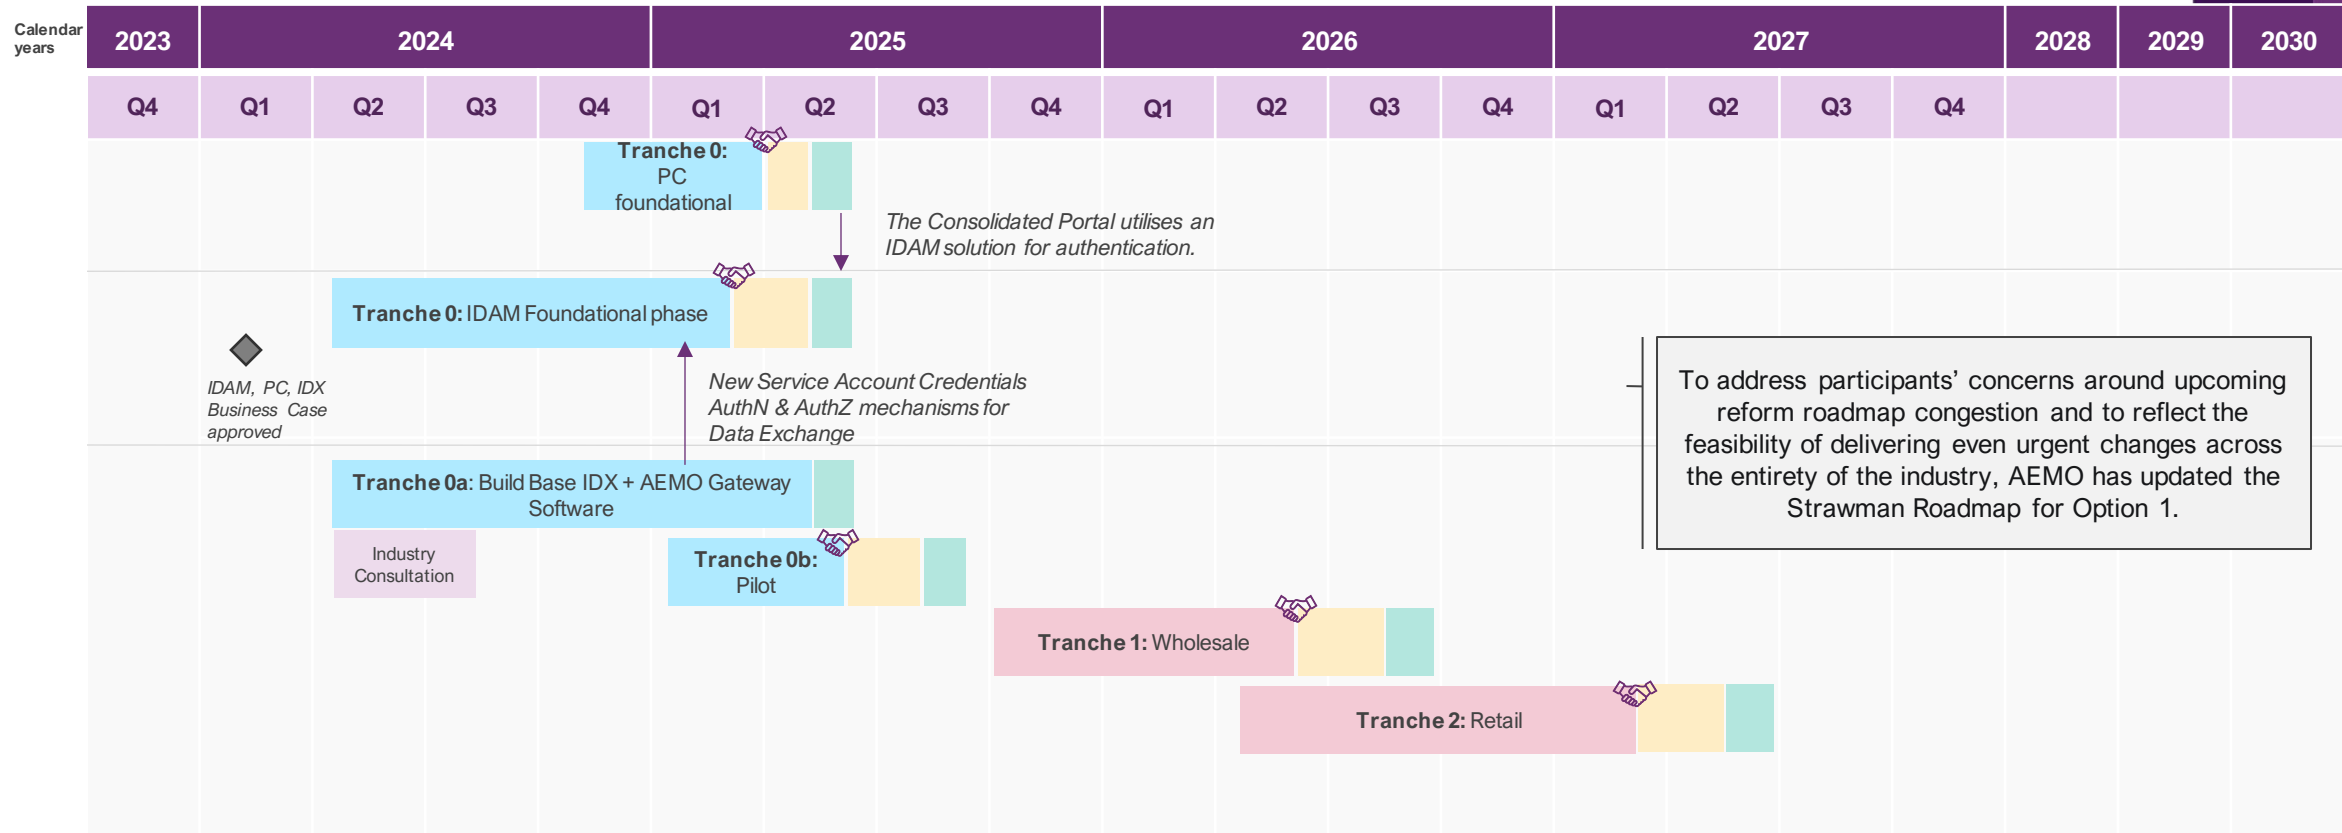 Calendar
years
2023
2024
2025
2026
2027
2028
2029
2030
Q4
Q1
Q2
Q3
Q4
Q1
Q2
Q3
Q4
Q1
Q2
Q3
Q4
Q1
Q2
Q3
Q4
Tranche 0:
PC
foundational
The Consolidated Portal utilises an
IDAM solution for authentication.
Tranche 0: IDAM Foundational phase
IDAM, PC, IDX
Business Case
approved
New Service Account Credentials
AuthN & AuthZ mechanisms for
Data Exchange
To address participants’ concerns around upcoming
reform roadmap congestion and to reflect the
feasibility of delivering even urgent changes across
the entirety of the industry, AEMO has updated the
Strawman Roadmap for Option 1.
Tranche 0a: Build Base IDX + AEMO Gateway
Software
Industry
Consultation
Tranche 0b:
Pilot
Tranche 1: Wholesale
Tranche 2: Retail